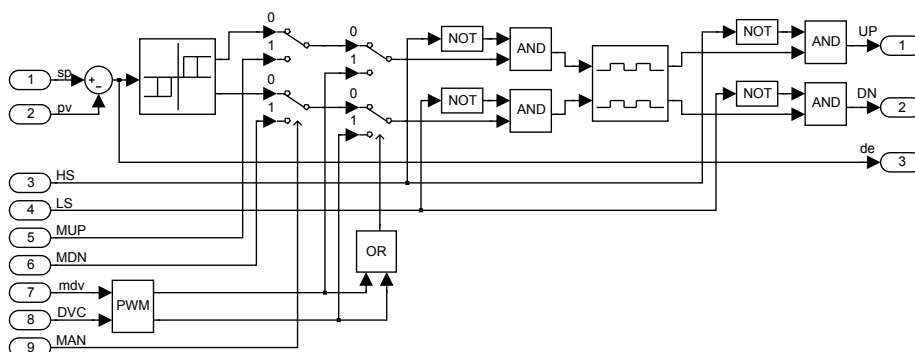 0
0
1
1
NOT
AND
NOT
AND
UP
1
1
sp
+
−
2
pv
0
0
1
1
NOT
AND
NOT
AND
DN
2
de
3
3
HS
4
LS
5
MUP
6
MDN
OR
7
mdv
PWM
8
DVC
9
MAN